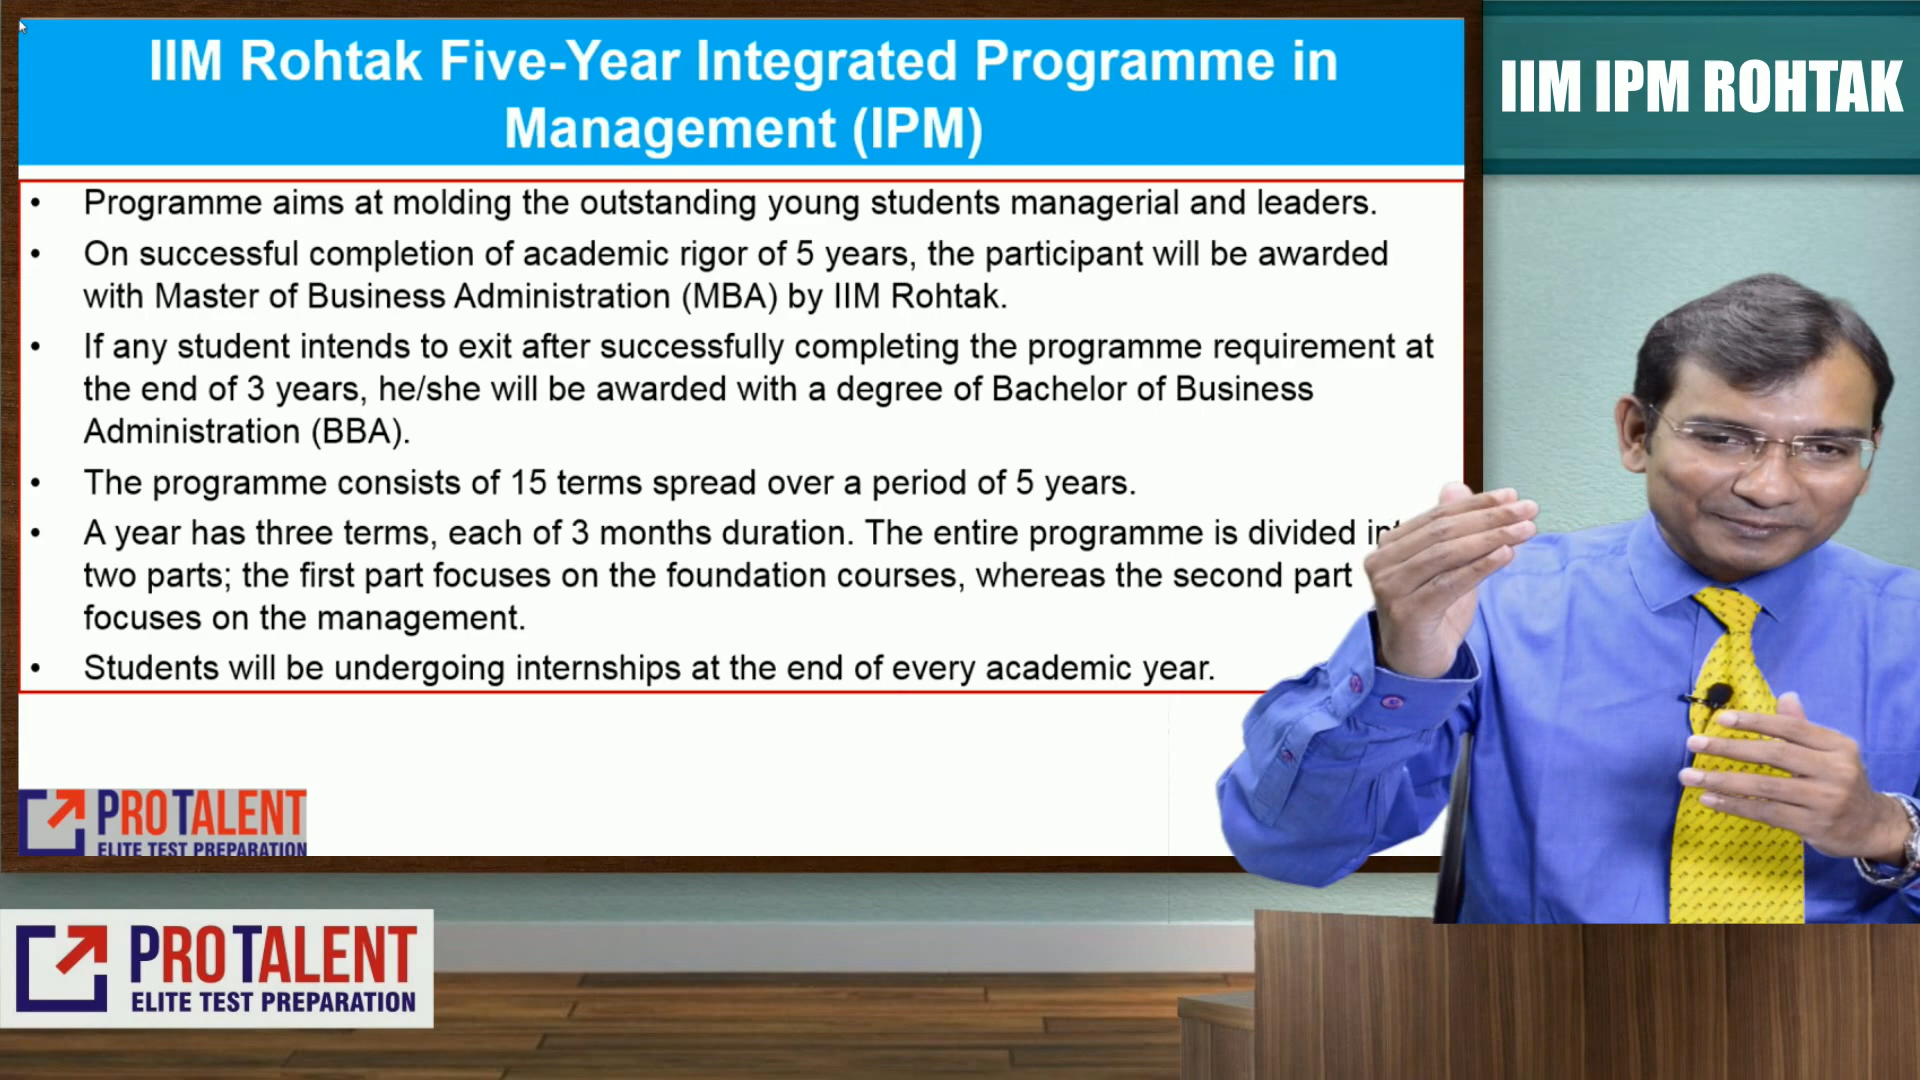 IIM Rohtak Five-Year Integrated Programme in
Management (IPM)
IIM IPM ROHTAK
• Programme aims at molding the outstanding young students managerial and leaders.
• On successful completion of academic rigor of 5 years, the participant will be awarded
with Master of Business Administration (MBA) by IIM Rohtak.
• If any student intends to exit after successfully completing the programme requirement at
the end of 3 years, he/she will be awarded with a degree of Bachelor of Business
Administration (BBA).
• The programme consists of 15 terms spread over a period of 5 years.
• A year has three terms, each of 3 months duration. The entire programme is divided
two parts; the first part focuses on the foundation courses, whereas the second part
focuses on the management.
• Students will be undergoing internships at the end of every academic year.
PROTALENT
ELITE TEST PREPARATION
PROTALENT
ELITE TEST PREPARATION